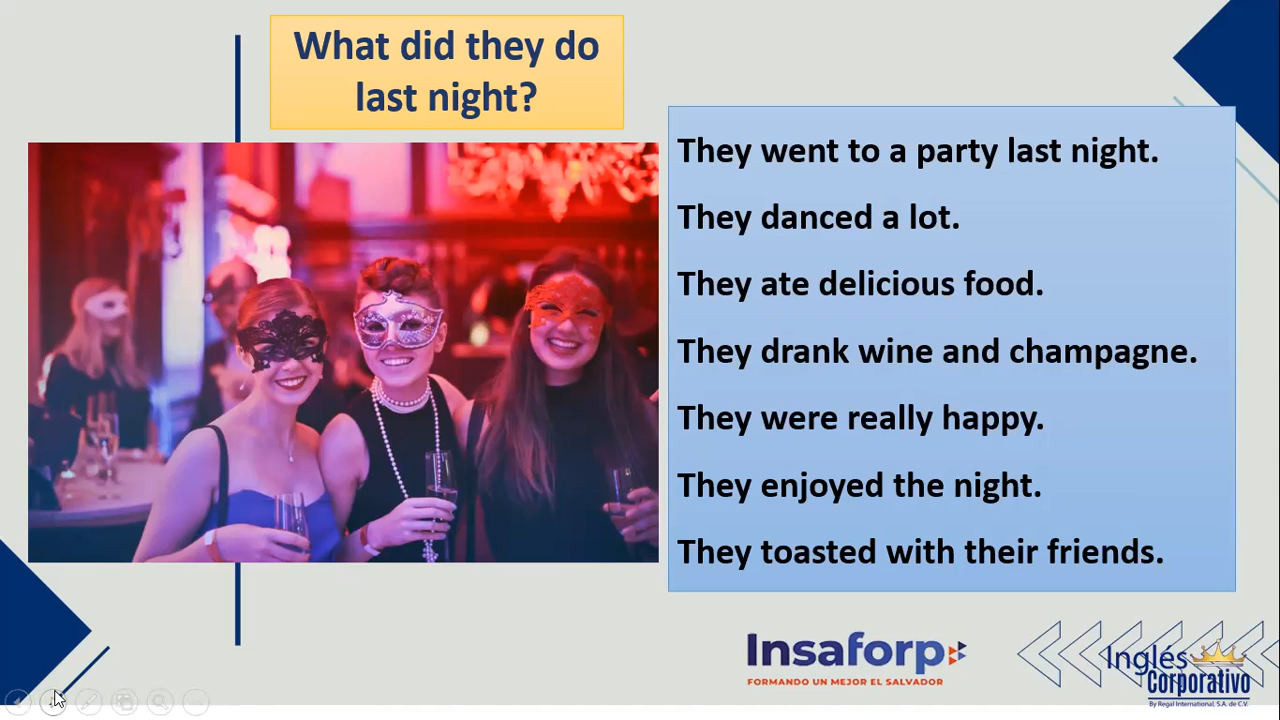 What did they do
last night?
They went to a party last night.
They danced a lot.
They ate delicious food.
They drank wine and champagne.
They were really happy.
They enjoyed the night.
They toasted with their friends.
Insaforp
FORMANDO UN MEJOR EL SALVADOR
Inglés
Corporativo
By Regal International, S.A. de C.V.